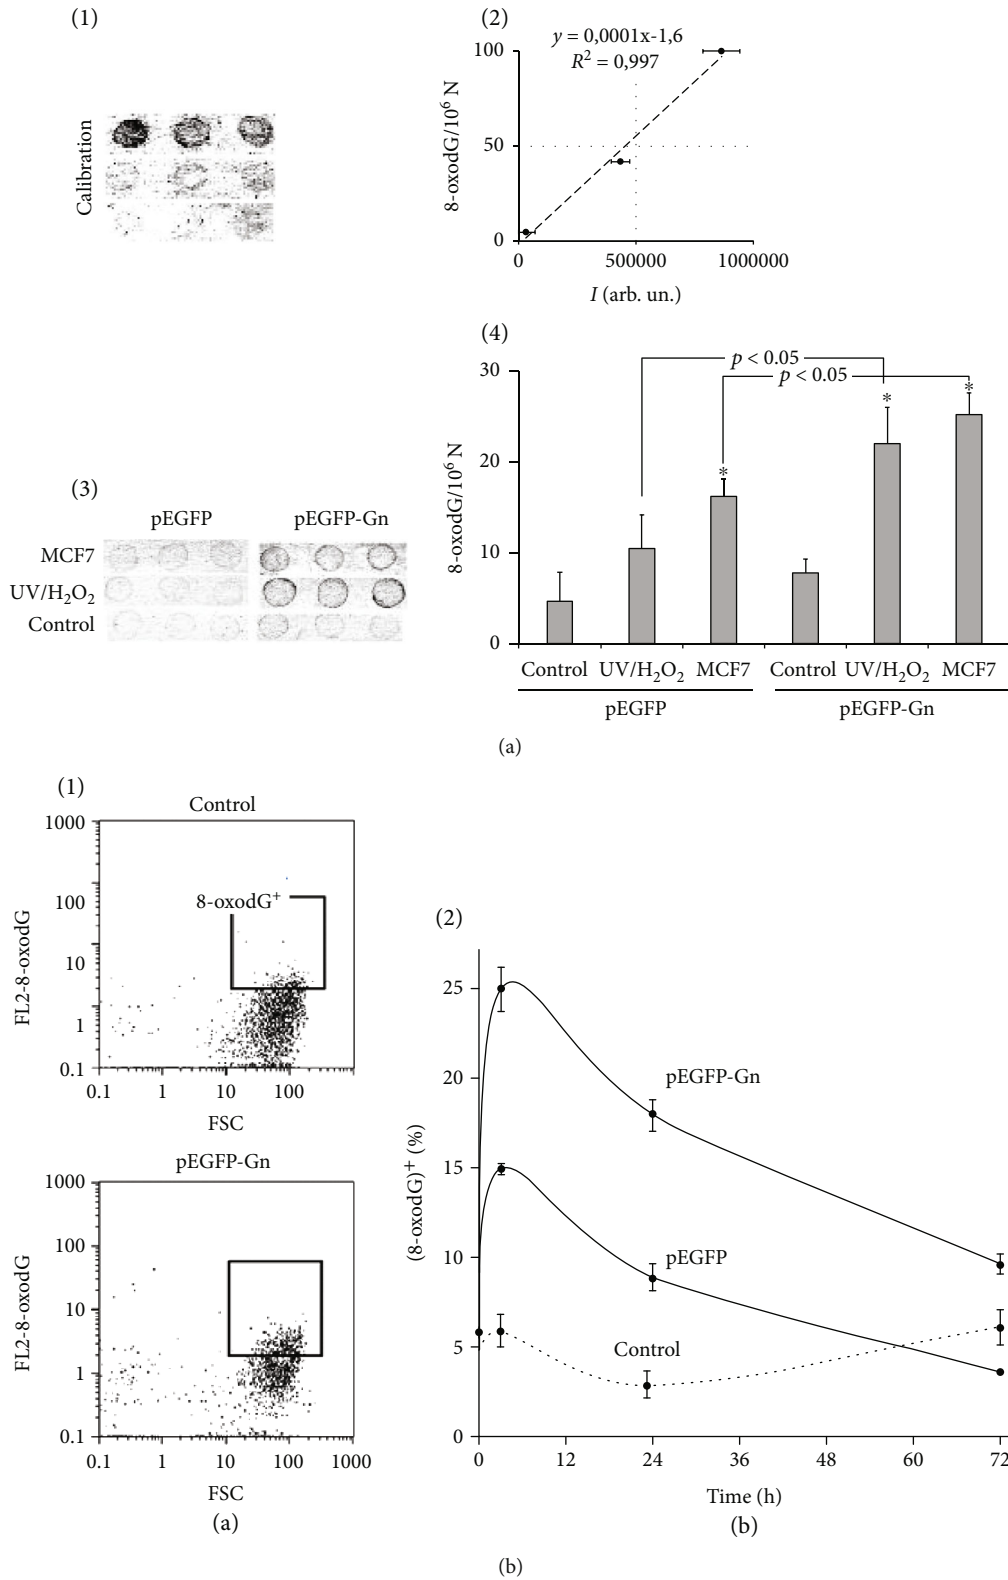 (1)
Calibration
(2)
y = 0,0001x-1,6
R² = 0,997
100
50
0
8-oxodG/10⁶ N
0 500000 1000000
I (arb. un.)
(3)
pEGFP pEGFP-Gn
MCF7
UV/H₂O₂
Control
(4)
p < 0.05
p < 0.05
30
20
10
0
8-oxodG/10⁶ N
* * *
Control UV/H₂O₂ MCF7 Control UV/H₂O₂ MCF7
pEGFP pEGFP-Gn
(a)
(1)
Control
1000
100
10
1
0.1
FL2-8-oxodG
8-oxodG⁺
0.1 1 10 100
FSC
pEGFP-Gn
1000
100
10
1
0.1
FL2-8-oxodG
0.1 1 10 100 1000
FSC
(a)
(2)
25
20
15
10
5
0
(8-oxodG)⁺ (%)
pEGFP-Gn
pEGFP
Control
0 12 24 36 48 60 72
Time (h)
(b)
(b)